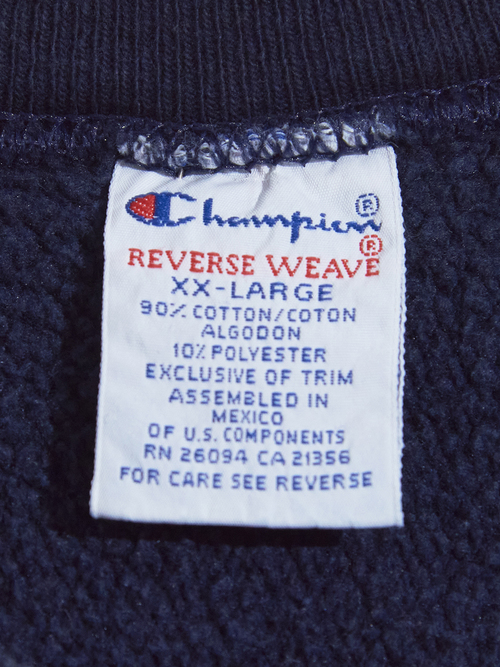 Champion ®
REVERSE WEAVE ®
XX-LARGE
90% COTTON/COTON
ALGODON
10% POLYESTER
EXCLUSIVE OF TRIM
ASSEMBLED IN
MEXICO
OF U.S. COMPONENTS
RN 26094 CA 21356
FOR CARE SEE REVERSE